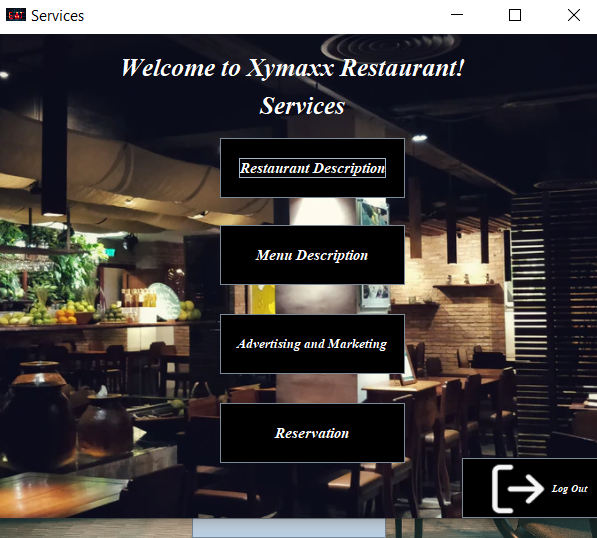 Services
Welcome to Xymaxx Restaurant!
Services
Restaurant Description
Menu Description
Advertising and Marketing
Reservation
Log Out